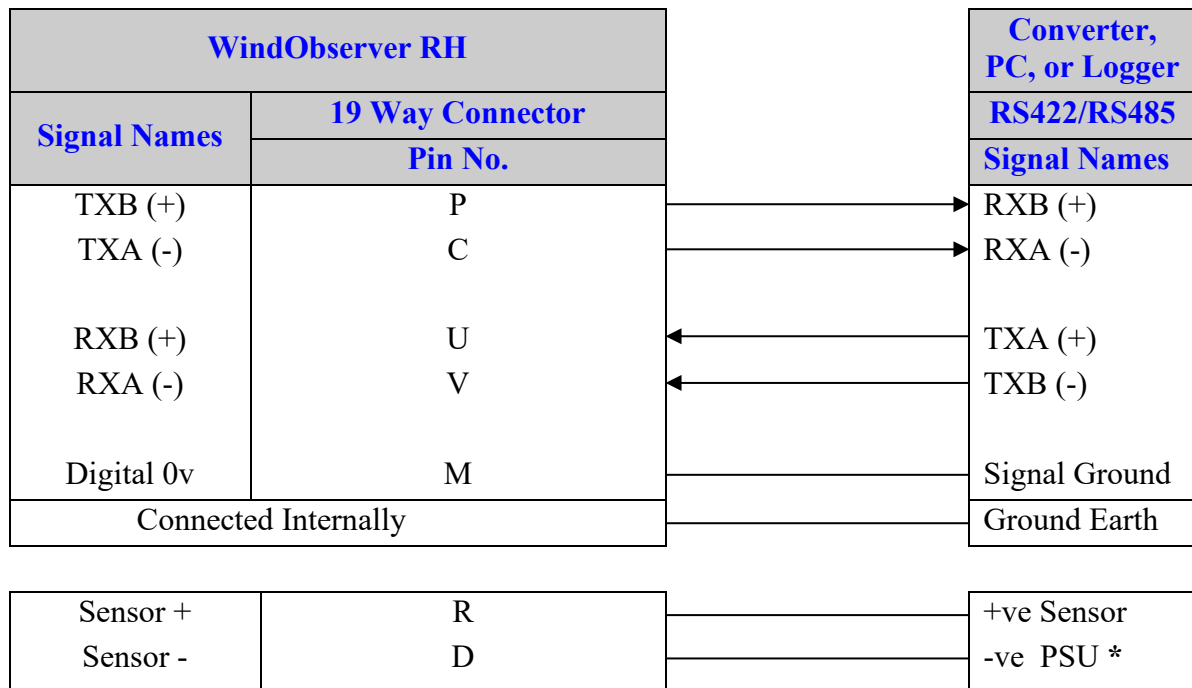 WindObserver RH
Converter,
PC, or Logger
Signal Names
19 Way Connector
RS422/RS485
Pin No.
Signal Names
TXB (+) P RXB (+)
TXA (-) C RXA (-)
RXB (+) U TXA (+)
RXA (-) V TXB (-)
Digital 0v M Signal Ground
Connected Internally Ground Earth
Sensor + R +ve Sensor
Sensor - D -ve PSU *